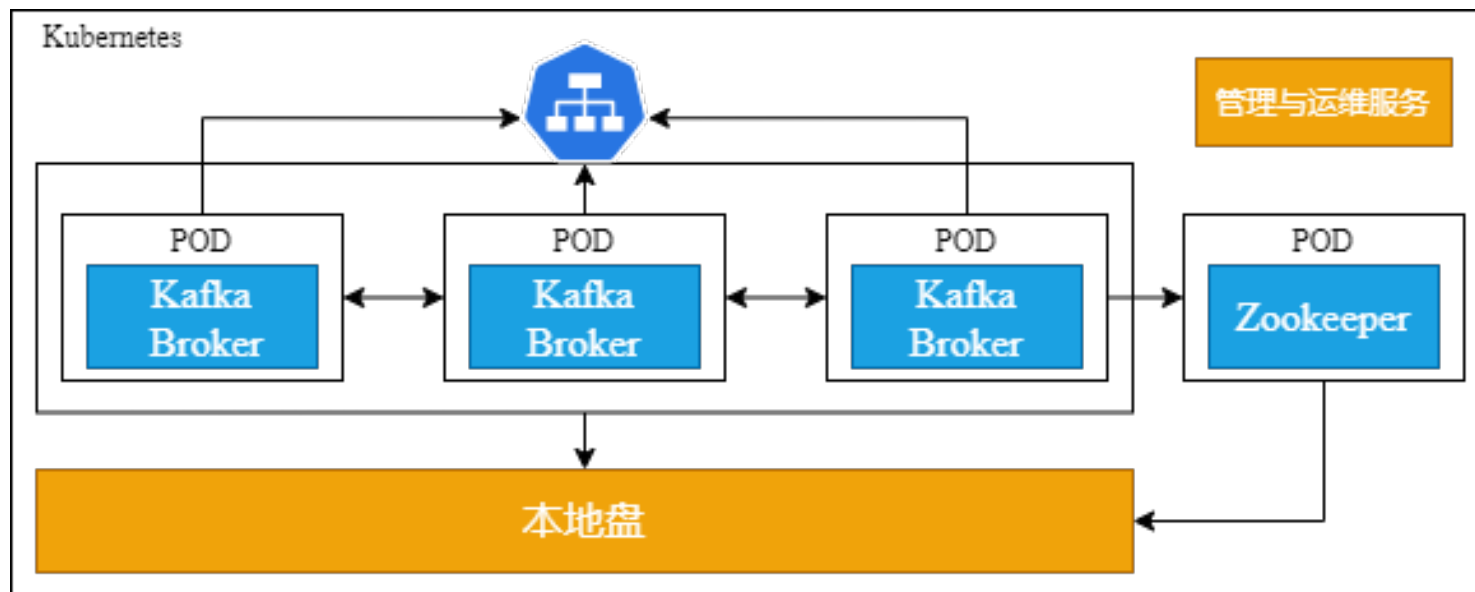 Kubernetes
管理与运维服务
POD
Kafka
Broker
POD
Kafka
Broker
POD
Kafka
Broker
POD
Zookeeper
本地盘